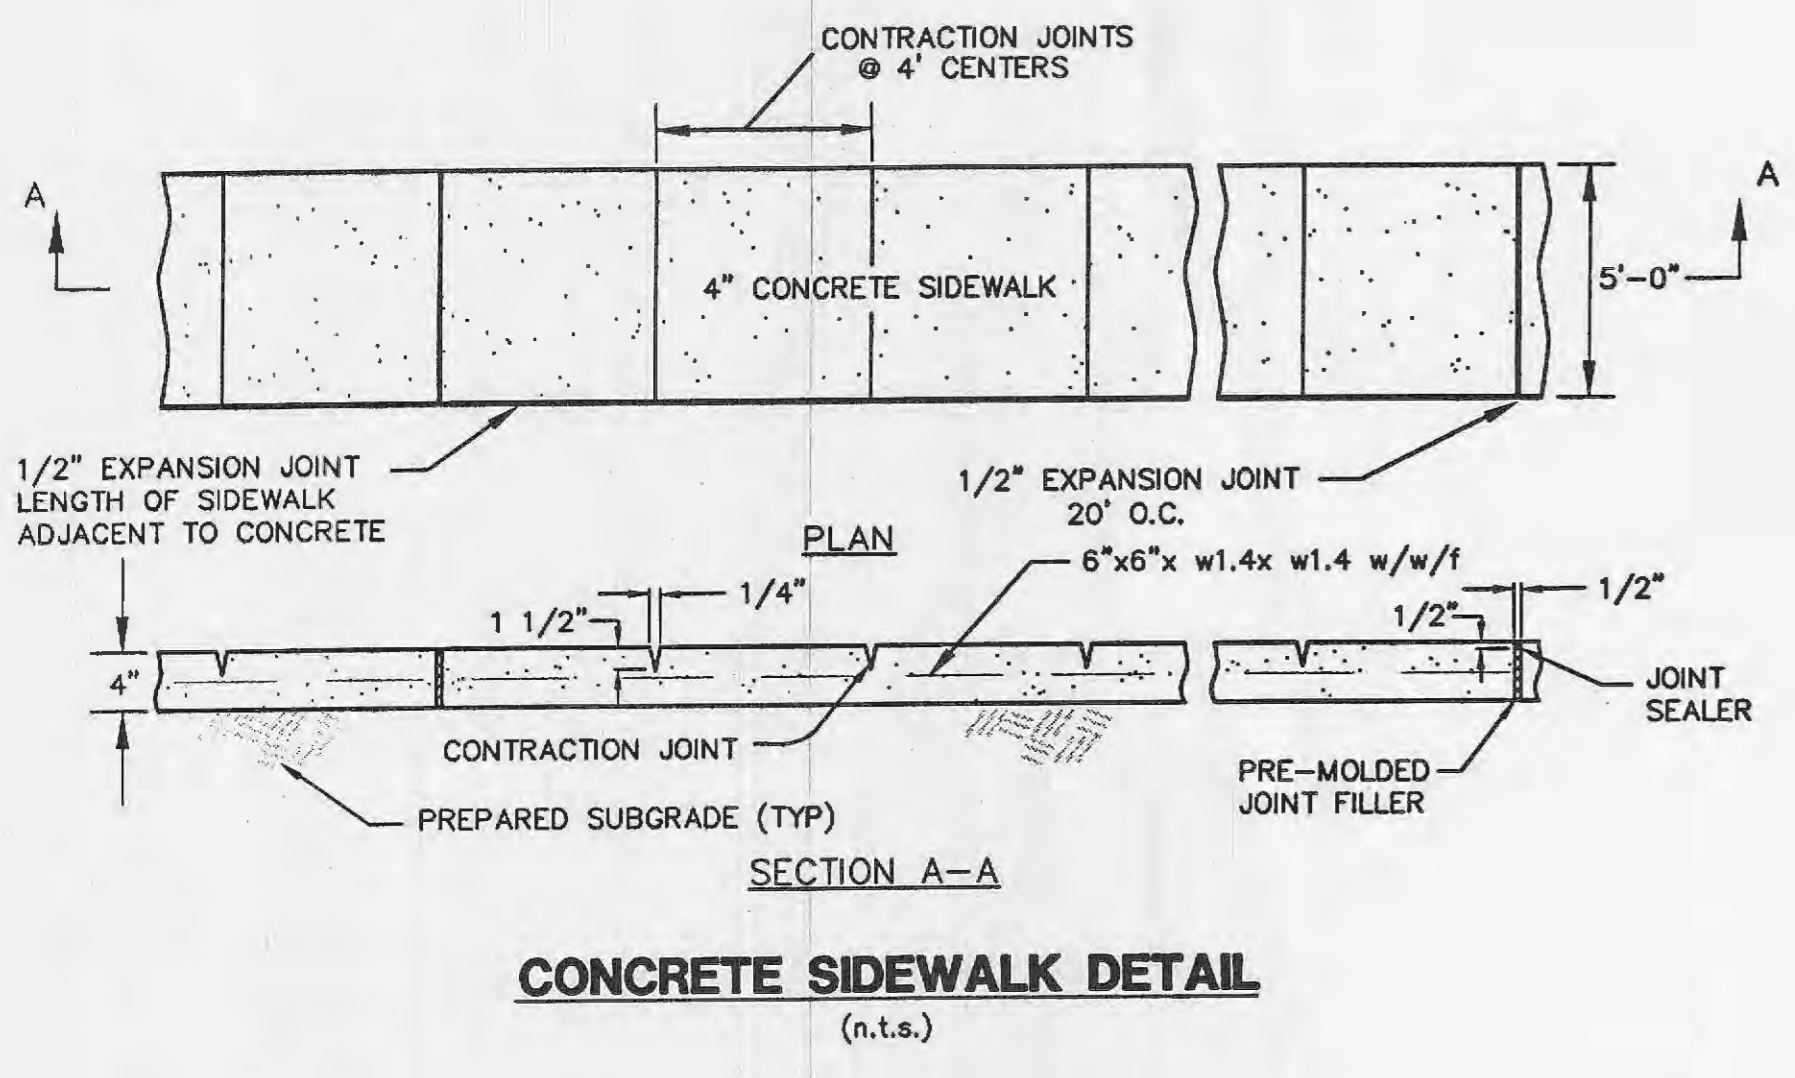 CONTRACTION JOINTS
@ 4' CENTERS
A
A
4" CONCRETE SIDEWALK
5'-0"
1/2" EXPANSION JOINT
LENGTH OF SIDEWALK
ADJACENT TO CONCRETE
1/2" EXPANSION JOINT
20' O.C.
PLAN
6"x6"x w1.4x w1.4 w/w/f
1/4"
1 1/2"
1/2"
1/2"
4"
JOINT
SEALER
CONTRACTION JOINT
PRE-MOLDED
JOINT FILLER
PREPARED SUBGRADE (TYP)
SECTION A-A
CONCRETE SIDEWALK DETAIL
(n.t.s.)